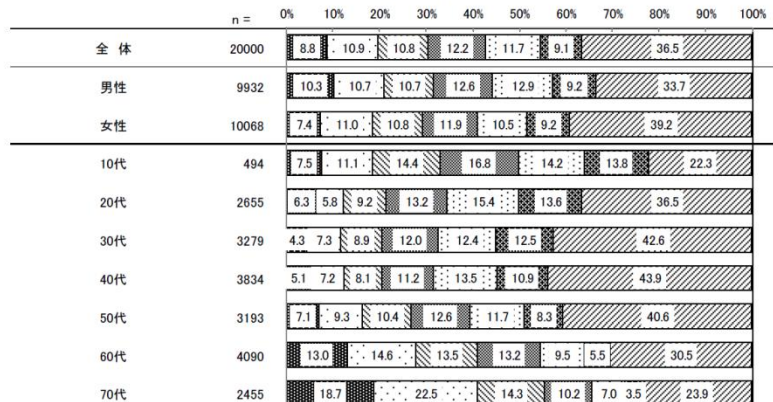 n = 0% 10% 20% 30% 40% 50% 60% 70% 80% 90% 100%
全 体 20000 8.8 10.9 10.8 12.2 11.7 9.1 36.5
男性 9932 10.3 10.7 10.7 12.6 12.9 9.2 33.7
女性 10068 7.4 11.0 10.8 11.9 10.5 9.2 39.2
10代 494 7.5 11.1 14.4 16.8 14.2 13.8 22.3
20代 2655 6.3 5.8 9.2 13.2 15.4 13.6 36.5
30代 3279 4.3 7.3 8.9 12.0 12.4 12.5 42.6
40代 3834 5.1 7.2 8.1 11.2 13.5 10.9 43.9
50代 3193 7.1 9.3 10.4 12.6 11.7 8.3 40.6
60代 4090 13.0 14.6 13.5 13.2 9.5 5.5 30.5
70代 2455 18.7 22.5 14.3 10.2 7.0 3.5 23.9